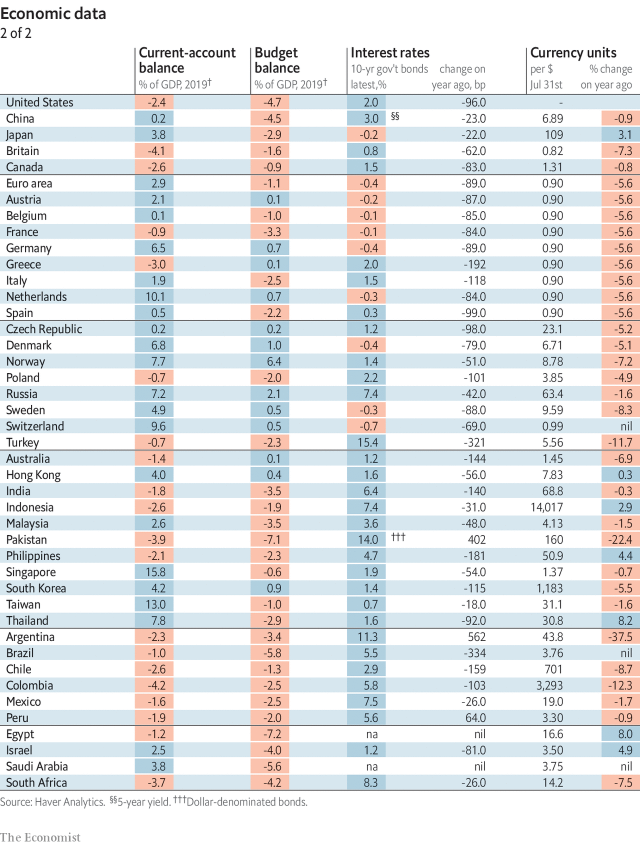 Economic data
2 of 2
Current-account balance % of GDP, 2019† Budget balance % of GDP, 2019† Interest rates 10-yr gov't bonds latest,% change on year ago, bp Currency units per $ Jul 31st % change on year ago
United States -2.4 -4.7 2.0 -96.0 -
China 0.2 -4.5 3.0 §§ -23.0 6.89 -0.9
Japan 3.8 -2.9 -0.2 -22.0 109 3.1
Britain -4.1 -1.6 0.8 -62.0 0.82 -7.3
Canada -2.6 -0.9 1.5 -83.0 1.31 -0.8
Euro area 2.9 -1.1 -0.4 -89.0 0.90 -5.6
Austria 2.1 0.1 -0.2 -87.0 0.90 -5.6
Belgium 0.1 -1.0 -0.1 -85.0 0.90 -5.6
France -0.9 -3.3 -0.1 -84.0 0.90 -5.6
Germany 6.5 0.7 -0.4 -89.0 0.90 -5.6
Greece -3.0 0.1 2.0 -192 0.90 -5.6
Italy 1.9 -2.5 1.5 -118 0.90 -5.6
Netherlands 10.1 0.7 -0.3 -84.0 0.90 -5.6
Spain 0.5 -2.2 0.3 -99.0 0.90 -5.6
Czech Republic 0.2 0.2 1.2 -98.0 23.1 -5.2
Denmark 6.8 1.0 -0.4 -79.0 6.71 -5.1
Norway 7.7 6.4 1.4 -51.0 8.78 -7.2
Poland -0.7 -2.0 2.2 -101 3.85 -4.9
Russia 7.2 2.1 7.4 -42.0 63.4 -1.6
Sweden 4.9 0.5 -0.3 -88.0 9.59 -8.3
Switzerland 9.6 0.5 -0.7 -69.0 0.99 nil
Turkey -0.7 -2.3 15.4 -321 5.56 -11.7
Australia -1.4 0.1 1.2 -144 1.45 -6.9
Hong Kong 4.0 0.4 1.6 -56.0 7.83 0.3
India -1.8 -3.5 6.4 -140 68.8 -0.3
Indonesia -2.6 -1.9 7.4 -31.0 14,017 2.9
Malaysia 2.6 -3.5 3.6 -48.0 4.13 -1.5
Pakistan -3.9 -7.1 14.0 ††† 402 160 -22.4
Philippines -2.1 -2.3 4.7 -181 50.9 4.4
Singapore 15.8 -0.6 1.9 -54.0 1.37 -0.7
South Korea 4.2 0.9 1.4 -115 1,183 -5.5
Taiwan 13.0 -1.0 0.7 -18.0 31.1 -1.6
Thailand 7.8 -2.9 1.6 -92.0 30.8 8.2
Argentina -2.3 -3.4 11.3 562 43.8 -37.5
Brazil -1.0 -5.8 5.5 -334 3.76 nil
Chile -2.6 -1.3 2.9 -159 701 -8.7
Colombia -4.2 -2.5 5.8 -103 3,293 -12.3
Mexico -1.6 -2.5 7.5 -26.0 19.0 -1.7
Peru -1.9 -2.0 5.6 64.0 3.30 -0.9
Egypt -1.2 -7.2 na nil 16.6 8.0
Israel 2.5 -4.0 1.2 -81.0 3.50 4.9
Saudi Arabia 3.8 -5.6 na nil 3.75 nil
South Africa -3.7 -4.2 8.3 -26.0 14.2 -7.5
Source: Haver Analytics. §§5-year yield. †††Dollar-denominated bonds.
The Economist